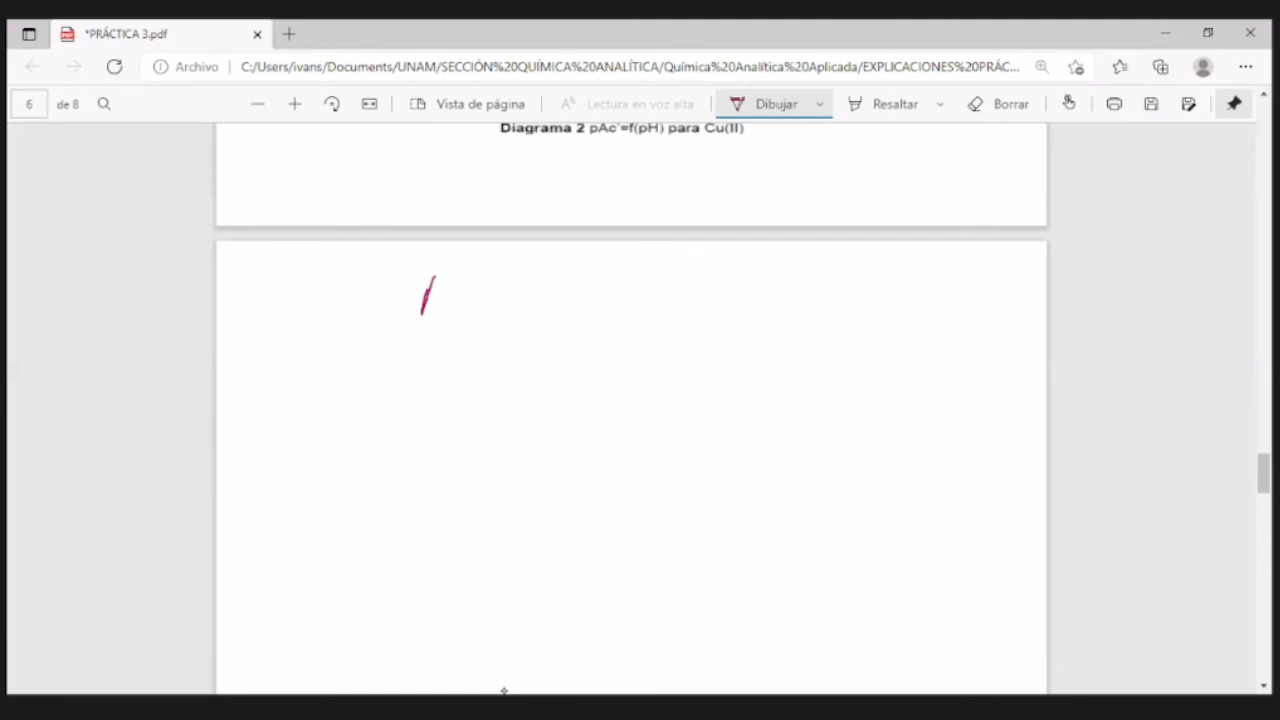 *PRÁCTICA 3.pdf
Archivo
C:/Users/ivans/Documents/UNAM/SECCIÓN%20QUÍMICA%20ANALÍTICA/Química%20Analítica%20Aplicada/EXPLICACIONES%20PRÁC...
6 de 8
Vista de página
Lectura en voz alta
Dibujar
Resaltar
Borrar
Diagrama 2 pAc'=f(pH) para Cu(II)